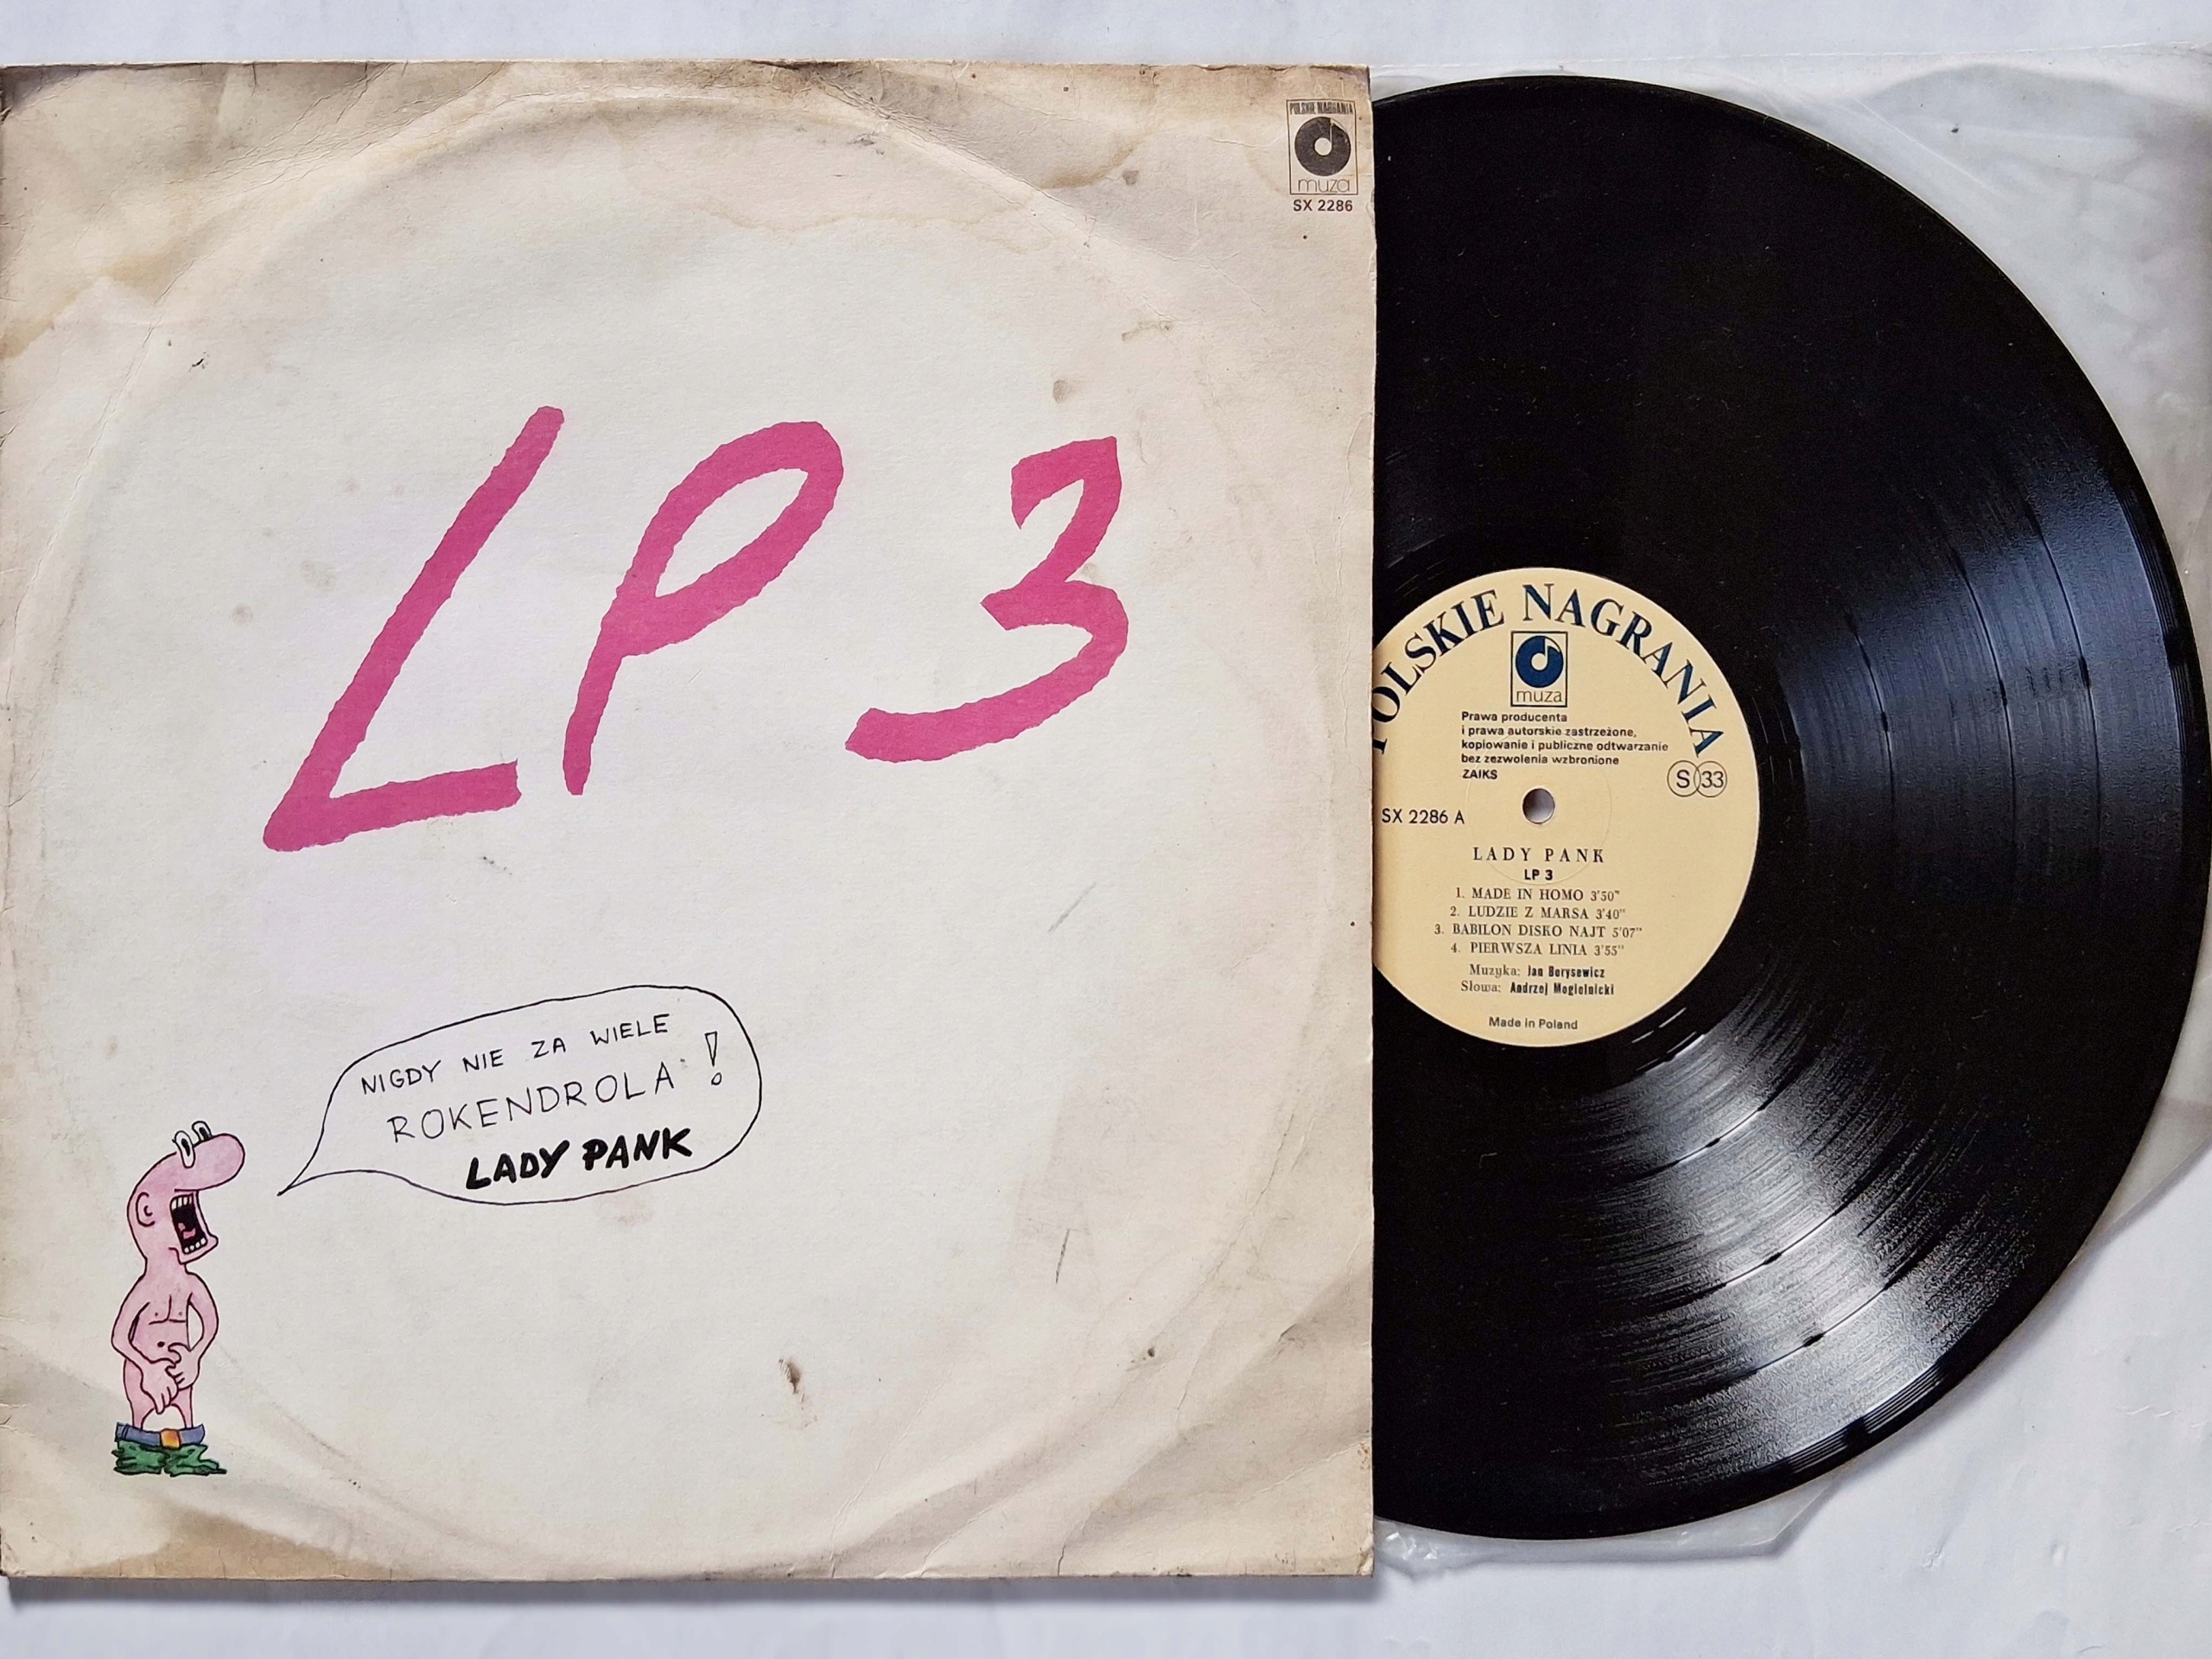 POLSKIE NAGRANIA
muza
SX 2286
LP 3
NIGDY NIE ZA WIELE
ROKENDROLA !
LADY PANK
POLSKIE NAGRANIA
muza
Prawa producenta
i prawa autorskie zastrzeżone,
kopiowanie i publiczne odtwarzanie
bez zezwolenia wzbronione
ZAIKS
S 33
SX 2286 A
LADY PANK
LP 3
1. MADE IN HOMO 3'50"
2. LUDZIE Z MARSA 3'40"
3. BABILON DISKO NAJT 5'07"
4. PIERWSZA LINIA 3'55"
Muzyka: Jan Borysewicz
Słowa: Andrzej Mogielnicki
Made in Poland